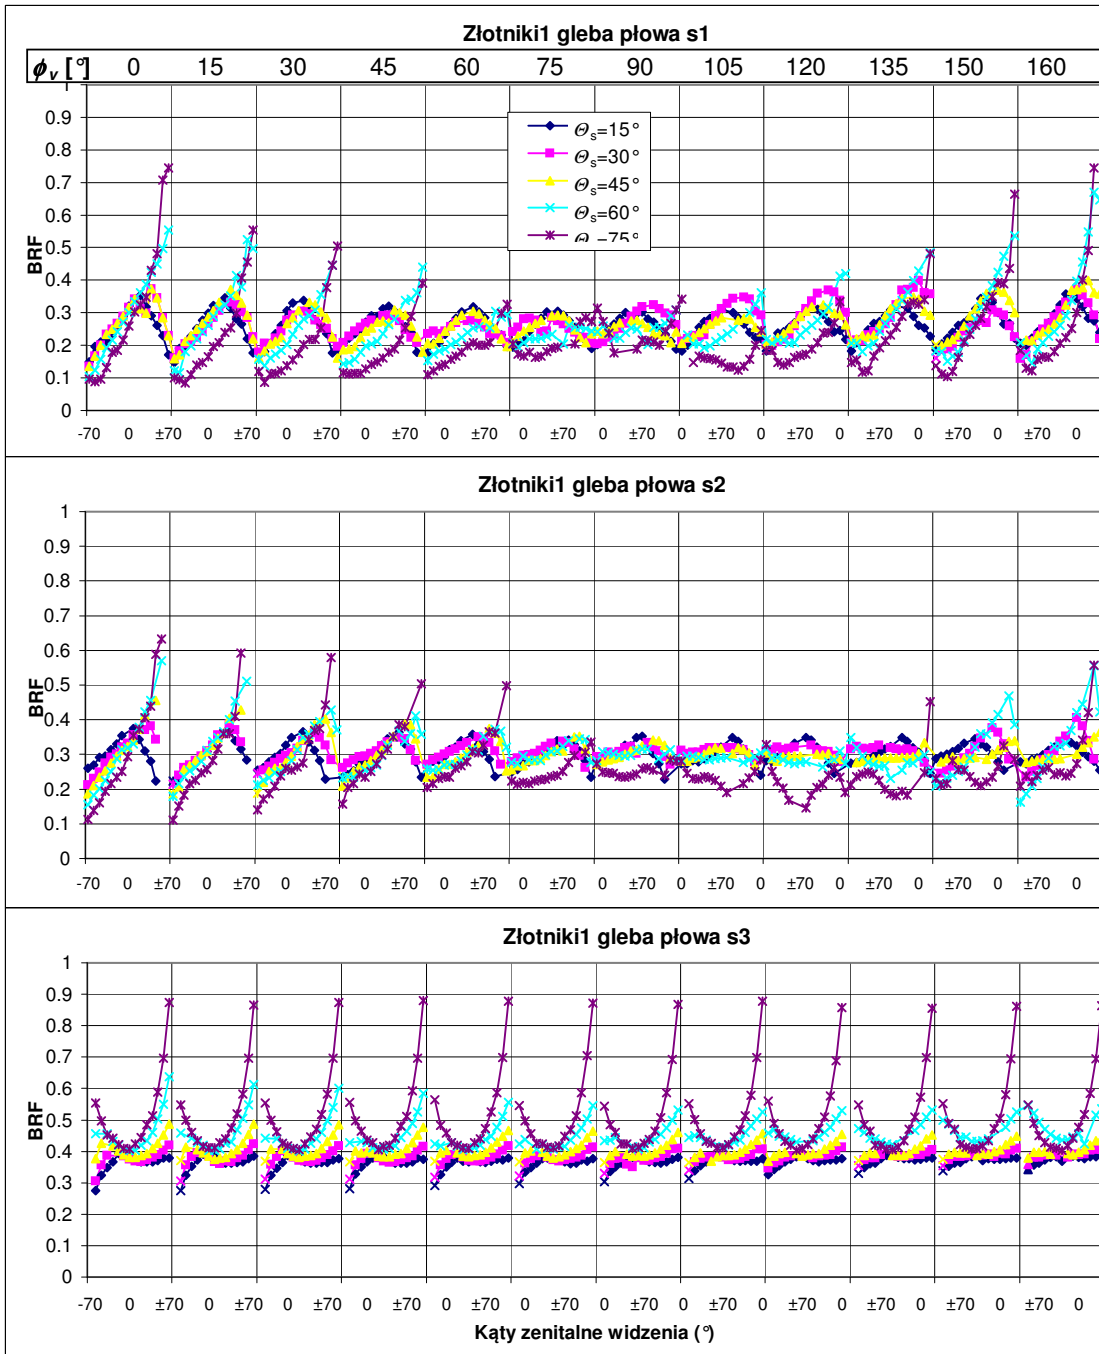 Złotniki1 gleba płowa s1
ϕv [°] 0 15 30 45 60 75 90 105 120 135 150 160
1
0.9
0.8
0.7
0.6
0.5
0.4
0.3
0.2
0.1
0
BRF
Θs=15°
Θs=30°
Θs=45°
Θs=60°
Θs=75°
-70 0 ±70 0 ±70 0 ±70 0 ±70 0 ±70 0 ±70 0 ±70 0 ±70 0 ±70 0 ±70 0 ±70 0
Złotniki1 gleba płowa s2
1
0.9
0.8
0.7
0.6
0.5
0.4
0.3
0.2
0.1
0
BRF
-70 0 ±70 0 ±70 0 ±70 0 ±70 0 ±70 0 ±70 0 ±70 0 ±70 0 ±70 0 ±70 0 ±70 0
Złotniki1 gleba płowa s3
1
0.9
0.8
0.7
0.6
0.5
0.4
0.3
0.2
0.1
0
BRF
-70 0 ±70 0 ±70 0 ±70 0 ±70 0 ±70 0 ±70 0 ±70 0 ±70 0 ±70 0 ±70 0 ±70 0
Kąty zenitalne widzenia (°)